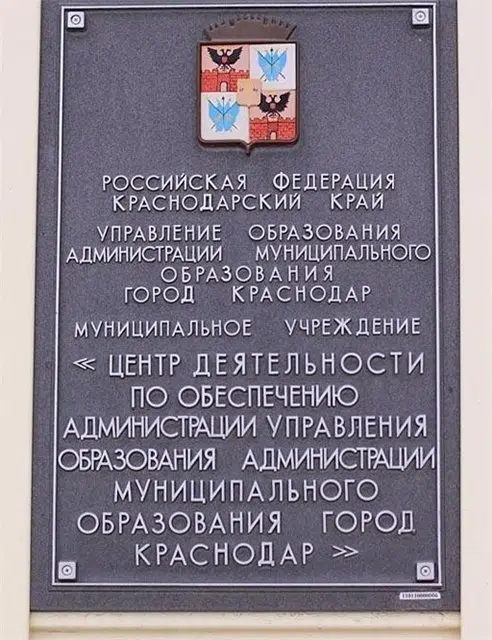 РОССИЙСКАЯ ФЕДЕРАЦИЯ
КРАСНОДАРСКИЙ КРАЙ
УПРАВЛЕНИЕ ОБРАЗОВАНИЯ
АДМИНИСТРАЦИИ МУНИЦИПАЛЬНОГО
ОБРАЗОВАНИЯ
ГОРОД КРАСНОДАР
МУНИЦИПАЛЬНОЕ УЧРЕЖДЕНИЕ
« ЦЕНТР ДЕЯТЕЛЬНОСТИ
ПО ОБЕСПЕЧЕНИЮ
АДМИНИСТРАЦИИ УПРАВЛЕНИЯ
ОБРАЗОВАНИЯ АДМИНИСТРАЦИИ
МУНИЦИПАЛЬНОГО
ОБРАЗОВАНИЯ ГОРОД
КРАСНОДАР »